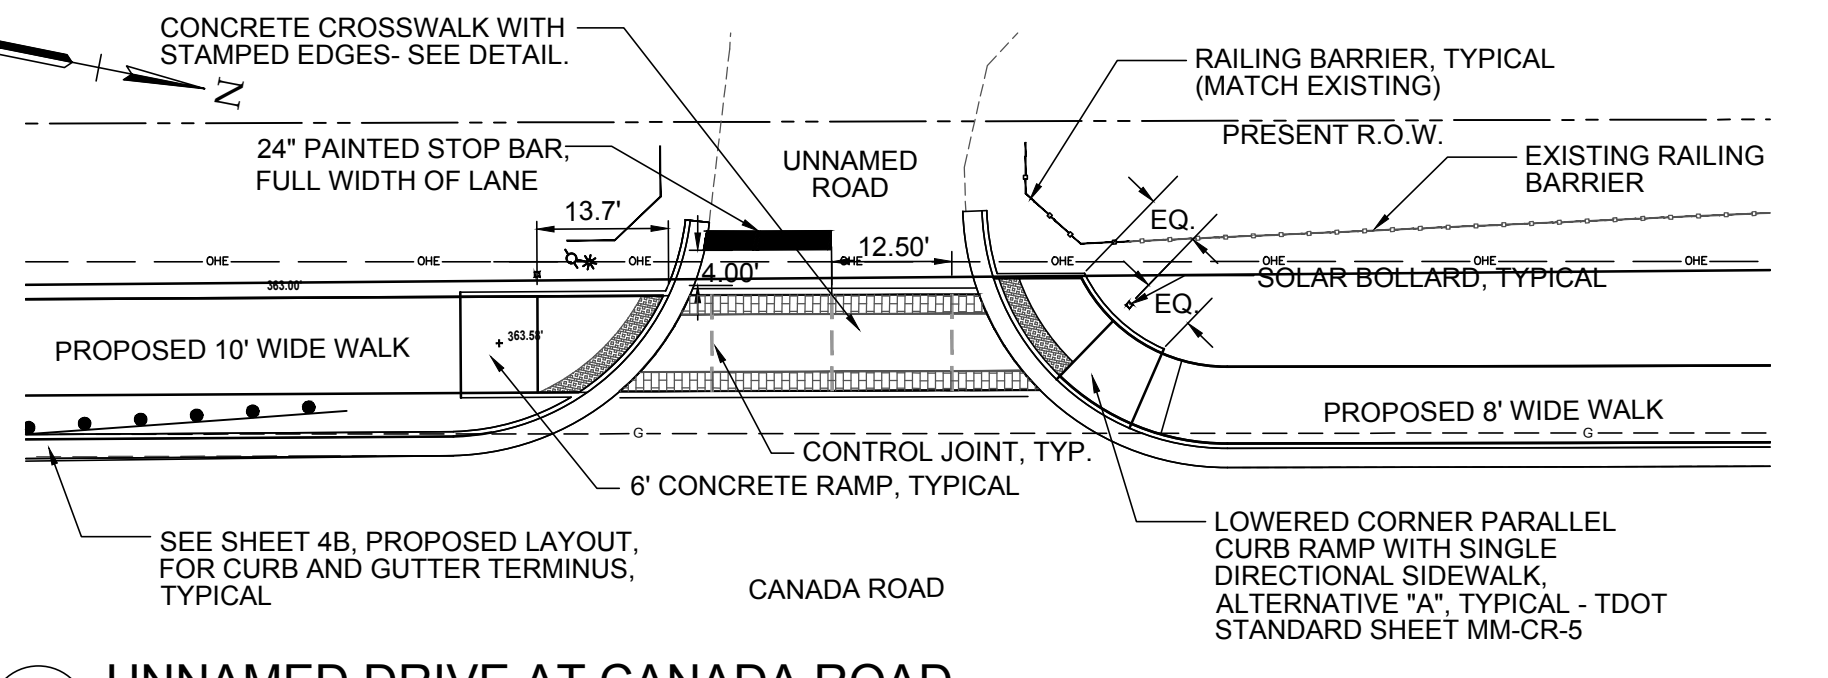 CONCRETE CROSSWALK WITH
STAMPED EDGES- SEE DETAIL.
N
RAILING BARRIER, TYPICAL
(MATCH EXISTING)
PRESENT R.O.W.
24" PAINTED STOP BAR,
FULL WIDTH OF LANE
UNNAMED
ROAD
EXISTING RAILING
BARRIER
13.7'
EQ.
12.50'
OHE
OHE
OHE
OHE
OHE
OHE
OHE
4.00'
SOLAR BOLLARD, TYPICAL
363.00'
EQ.
363.58'
PROPOSED 10' WIDE WALK
PROPOSED 8' WIDE WALK
G
G
CONTROL JOINT, TYP.
6' CONCRETE RAMP, TYPICAL
SEE SHEET 4B, PROPOSED LAYOUT,
FOR CURB AND GUTTER TERMINUS,
TYPICAL
CANADA ROAD
LOWERED CORNER PARALLEL
CURB RAMP WITH SINGLE
DIRECTIONAL SIDEWALK,
ALTERNATIVE "A", TYPICAL - TDOT
STANDARD SHEET MM-CR-5
UNNAMED DRIVE AT CANADA ROAD